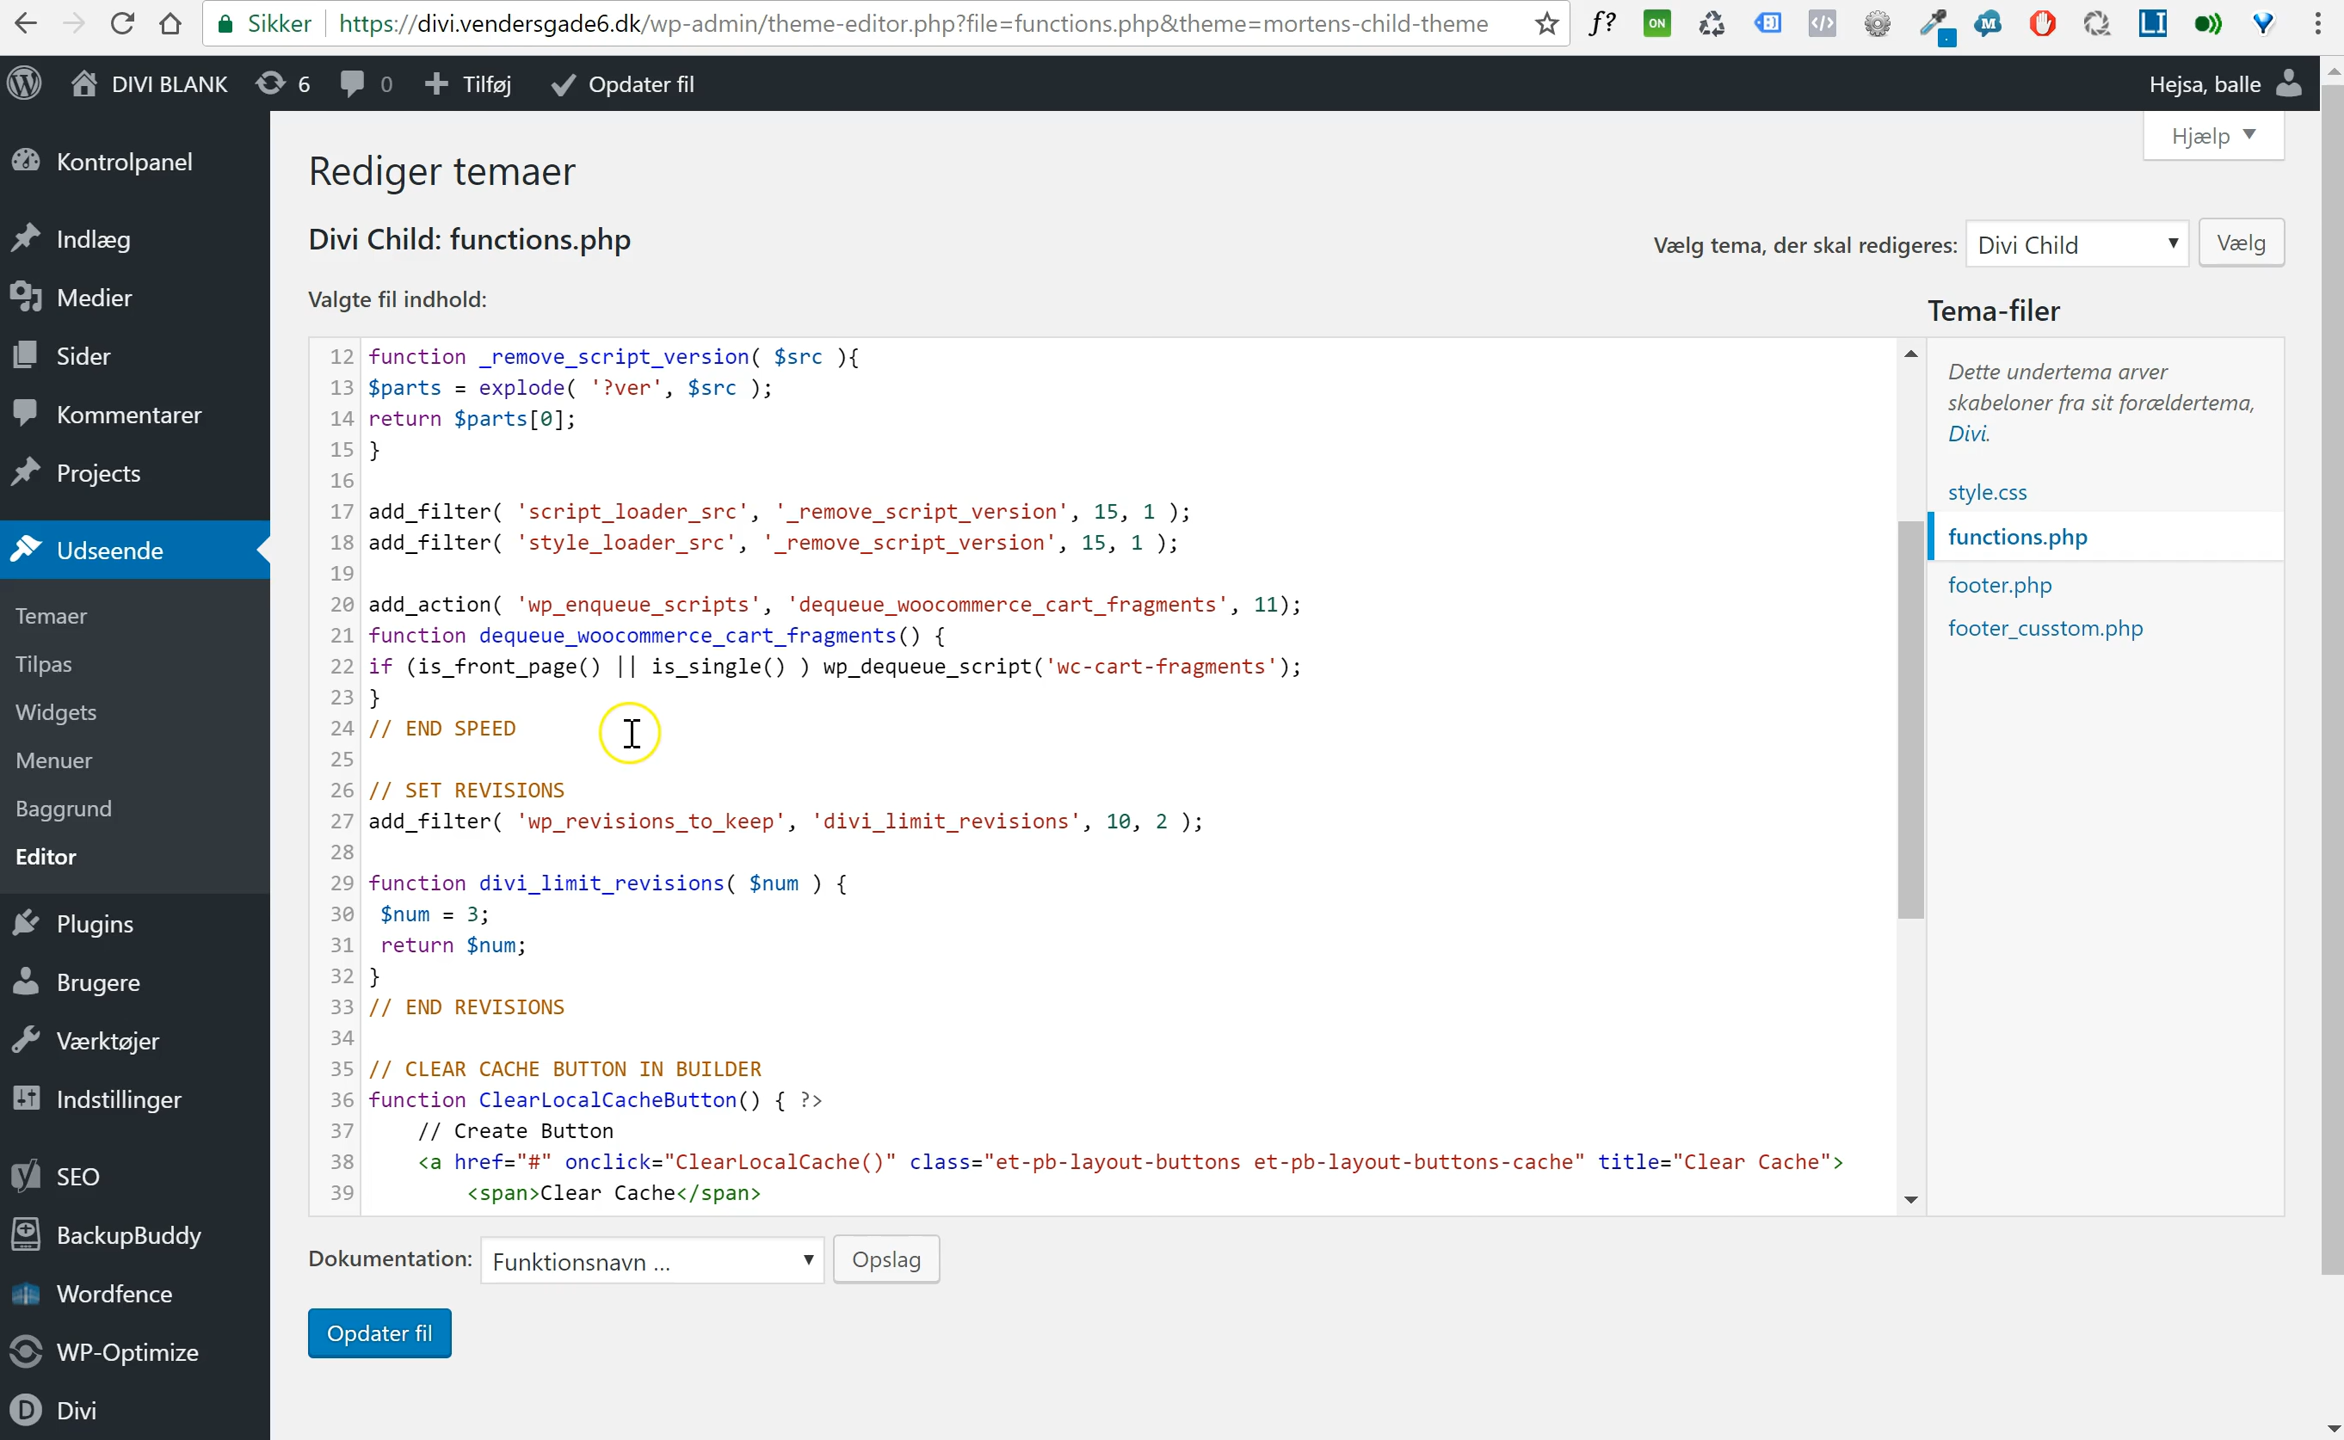 Sikker https://divi.vendersgade6.dk/wp-admin/theme-editor.php?file=functions.php&theme=mortens-child-theme
f? ON </> M LI
DIVI BLANK 6 0 Tilføj Opdater fil Hejsa, balle
Hjælp
Kontrolpanel
Indlæg
Medier
Sider
Kommentarer
Projects
Udseende
Temaer
Tilpas
Widgets
Menuer
Baggrund
Editor
Plugins
Brugere
Værktøjer
Indstillinger
SEO
BackupBuddy
Wordfence
WP-Optimize
Divi
Rediger temaer
Divi Child: functions.php
Vælg tema, der skal redigeres: Divi Child Vælg
Valgte fil indhold:
12 function _remove_script_version( $src ){
13 $parts = explode( '?ver', $src );
14 return $parts[0];
15 }
16
17 add_filter( 'script_loader_src', '_remove_script_version', 15, 1 );
18 add_filter( 'style_loader_src', '_remove_script_version', 15, 1 );
19
20 add_action( 'wp_enqueue_scripts', 'dequeue_woocommerce_cart_fragments', 11);
21 function dequeue_woocommerce_cart_fragments() {
22 if (is_front_page() || is_single() ) wp_dequeue_script('wc-cart-fragments');
23 }
24 // END SPEED
25
26 // SET REVISIONS
27 add_filter( 'wp_revisions_to_keep', 'divi_limit_revisions', 10, 2 );
28
29 function divi_limit_revisions( $num ) {
30 $num = 3;
31 return $num;
32 }
33 // END REVISIONS
34
35 // CLEAR CACHE BUTTON IN BUILDER
36 function ClearLocalCacheButton() { ?>
37 // Create Button
38 <a href="#" onclick="ClearLocalCache()" class="et-pb-layout-buttons et-pb-layout-buttons-cache" title="Clear Cache">
39 <span>Clear Cache</span>
Tema-filer
Dette undertema arver
skabeloner fra sit forældertema,
Divi.
style.css
functions.php
footer.php
footer_cusstom.php
Dokumentation: Funktionsnavn ... Opslag
Opdater fil